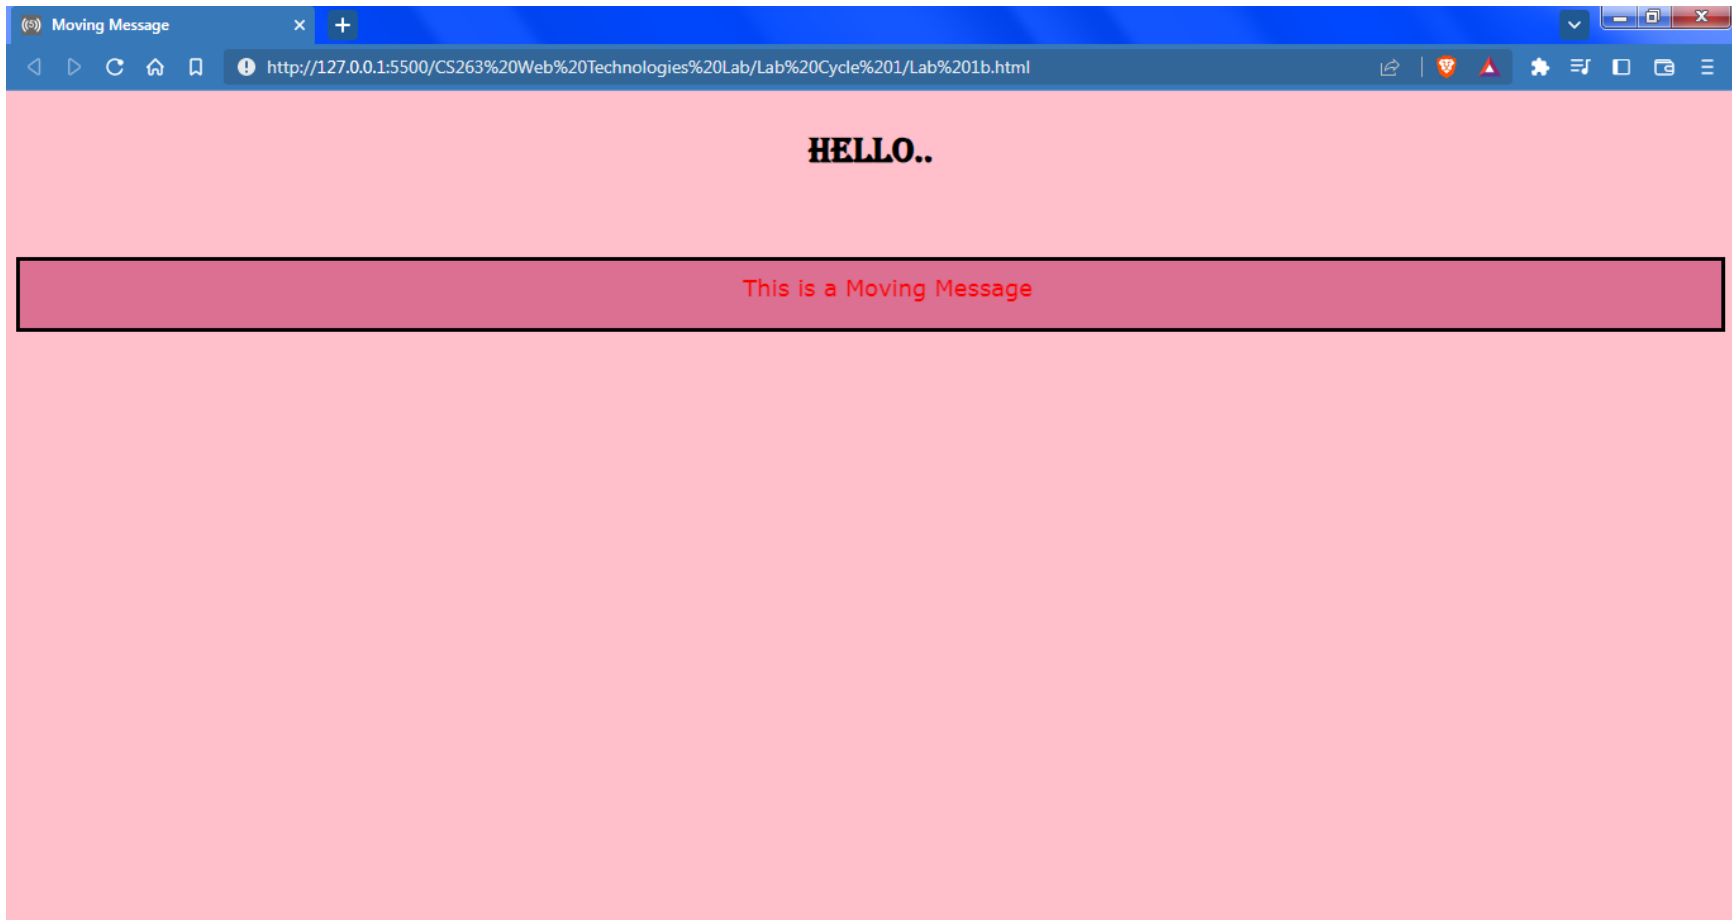 Moving Message
http://127.0.0.1:5500/CS263%20Web%20Technologies%20Lab/Lab%20Cycle%201/Lab%201b.html
HELLO..
This is a Moving Message